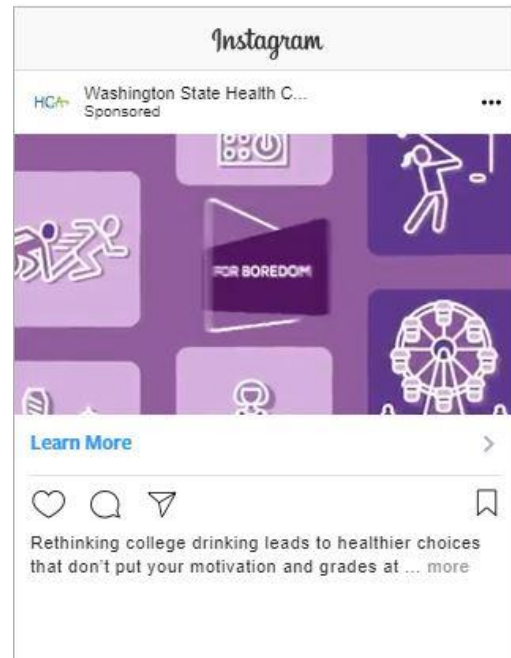 Instagram
HCA
Washington State Health C...
Sponsored
FOR BOREDOM
Learn More
Rethinking college drinking leads to healthier choices
that don't put your motivation and grades at ... more